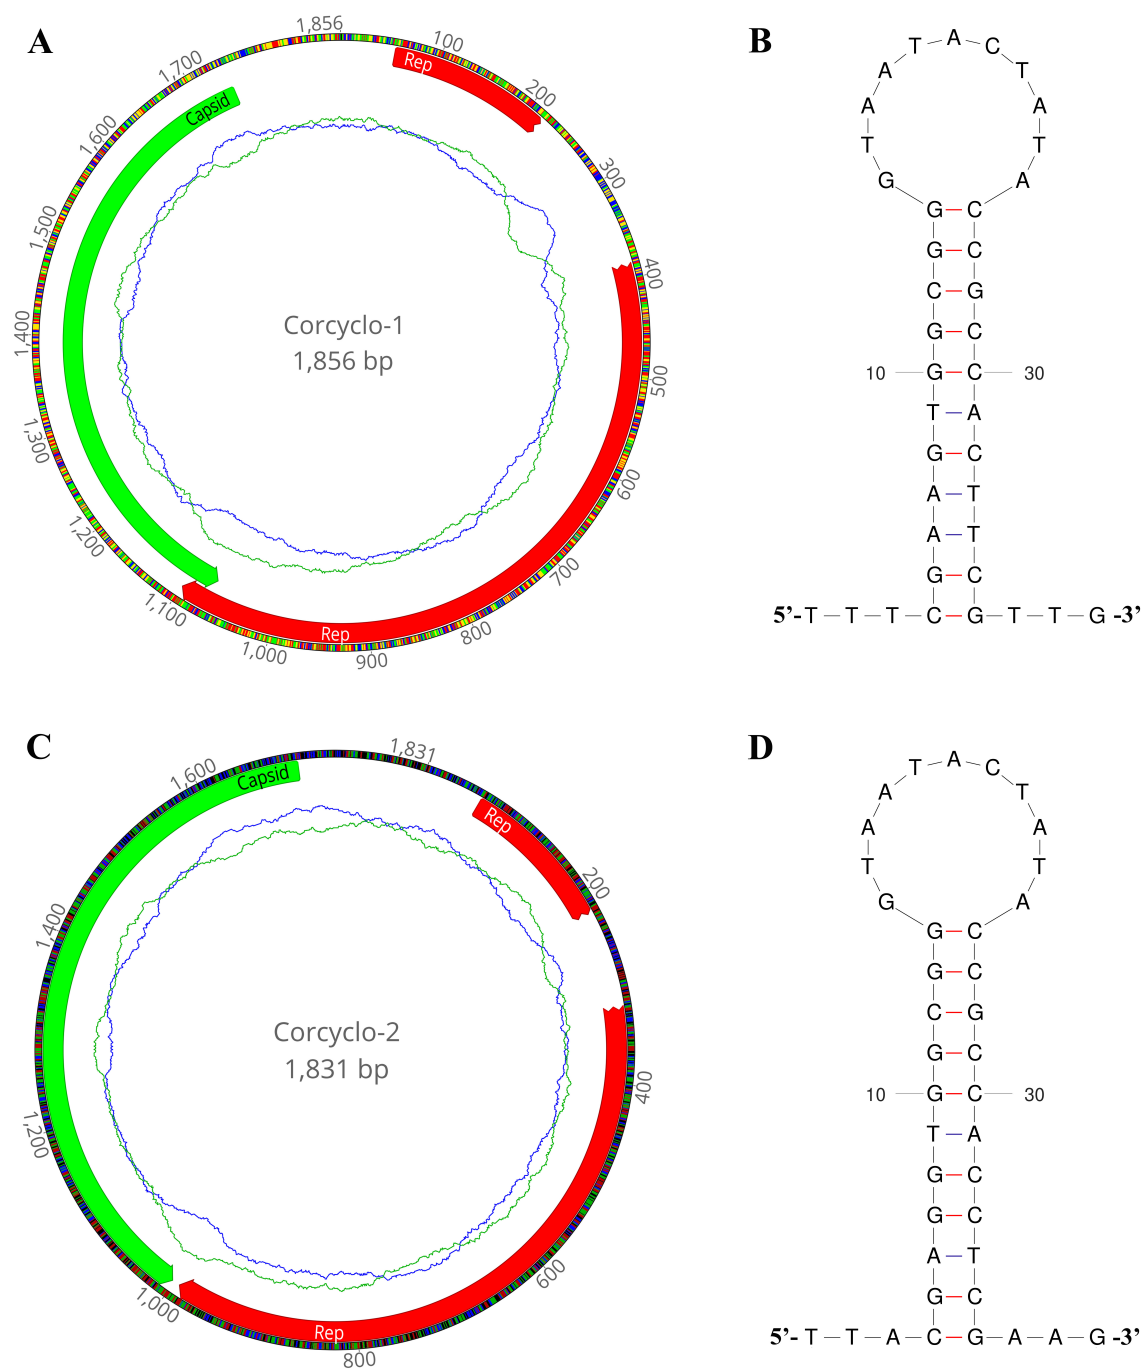 A
1,856
100
200
300
400
500
600
700
800
900
1,000
1,100
1,200
1,300
1,400
1,500
1,600
1,700
Rep
Capsid
Rep
Corcyclo-1
1,856 bp
B
T A C
A T
A A
T T
G A
G C
G C
C G
G C
10 G C 30
T A
G C
A T
A T
G C
5'-T T T C G T T G-3'
C
1,831
200
400
600
800
1,000
1,200
1,400
1,600
Rep
Capsid
Rep
Corcyclo-2
1,831 bp
D
T A C
A T
A A
T T
G A
G C
G C
C G
G C
10 G C 30
T A
G C
G C
A T
G C
5'-T T A C G A A G-3'